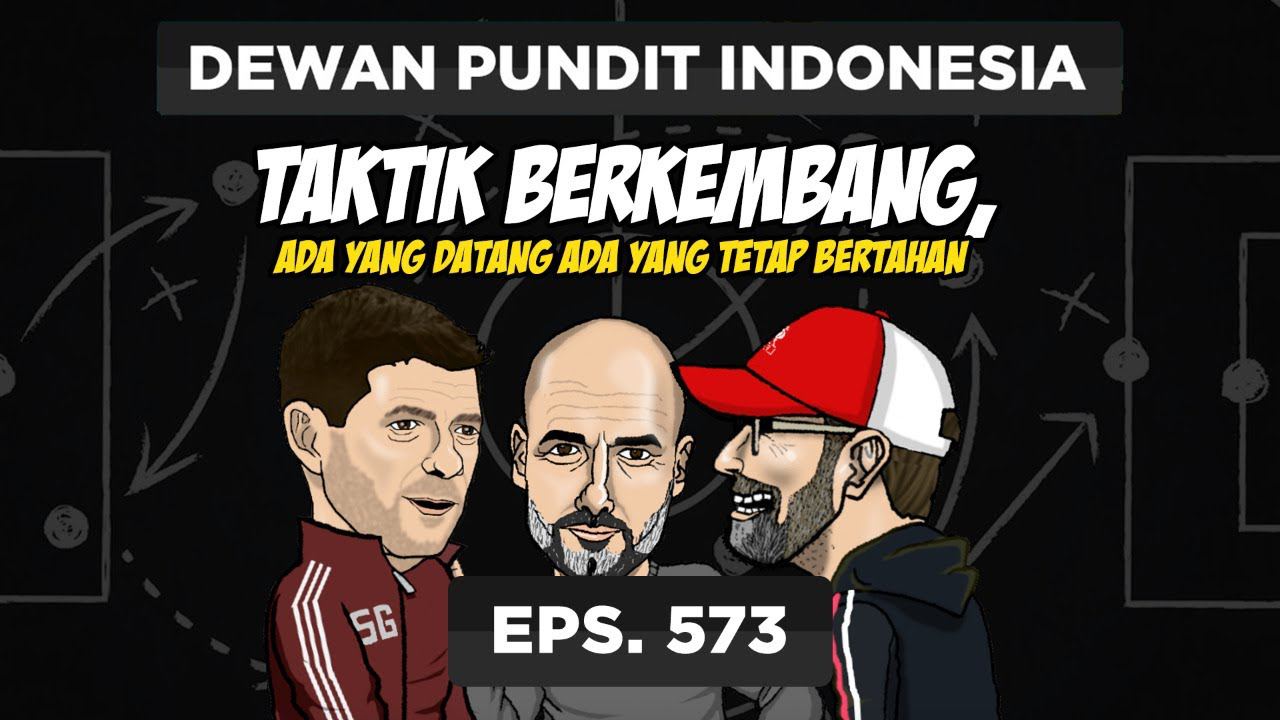 DEWAN PUNDIT INDONESIA
TAKTIK BERKEMBANG,
ADA YANG DATANG ADA YANG TETAP BERTAHAN
SG
EPS. 573